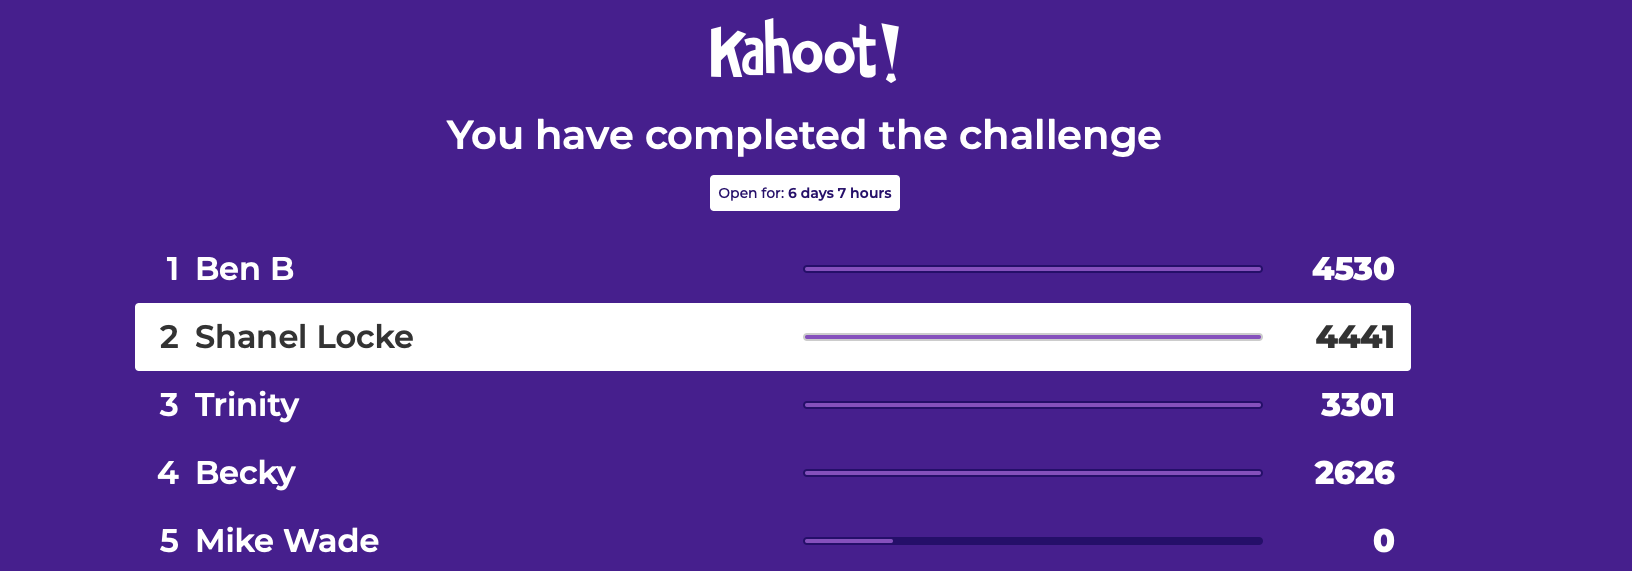 Kahoot!
You have completed the challenge
Open for: 6 days 7 hours
1 Ben B 4530
2 Shanel Locke 4441
3 Trinity 3301
4 Becky 2626
5 Mike Wade 0